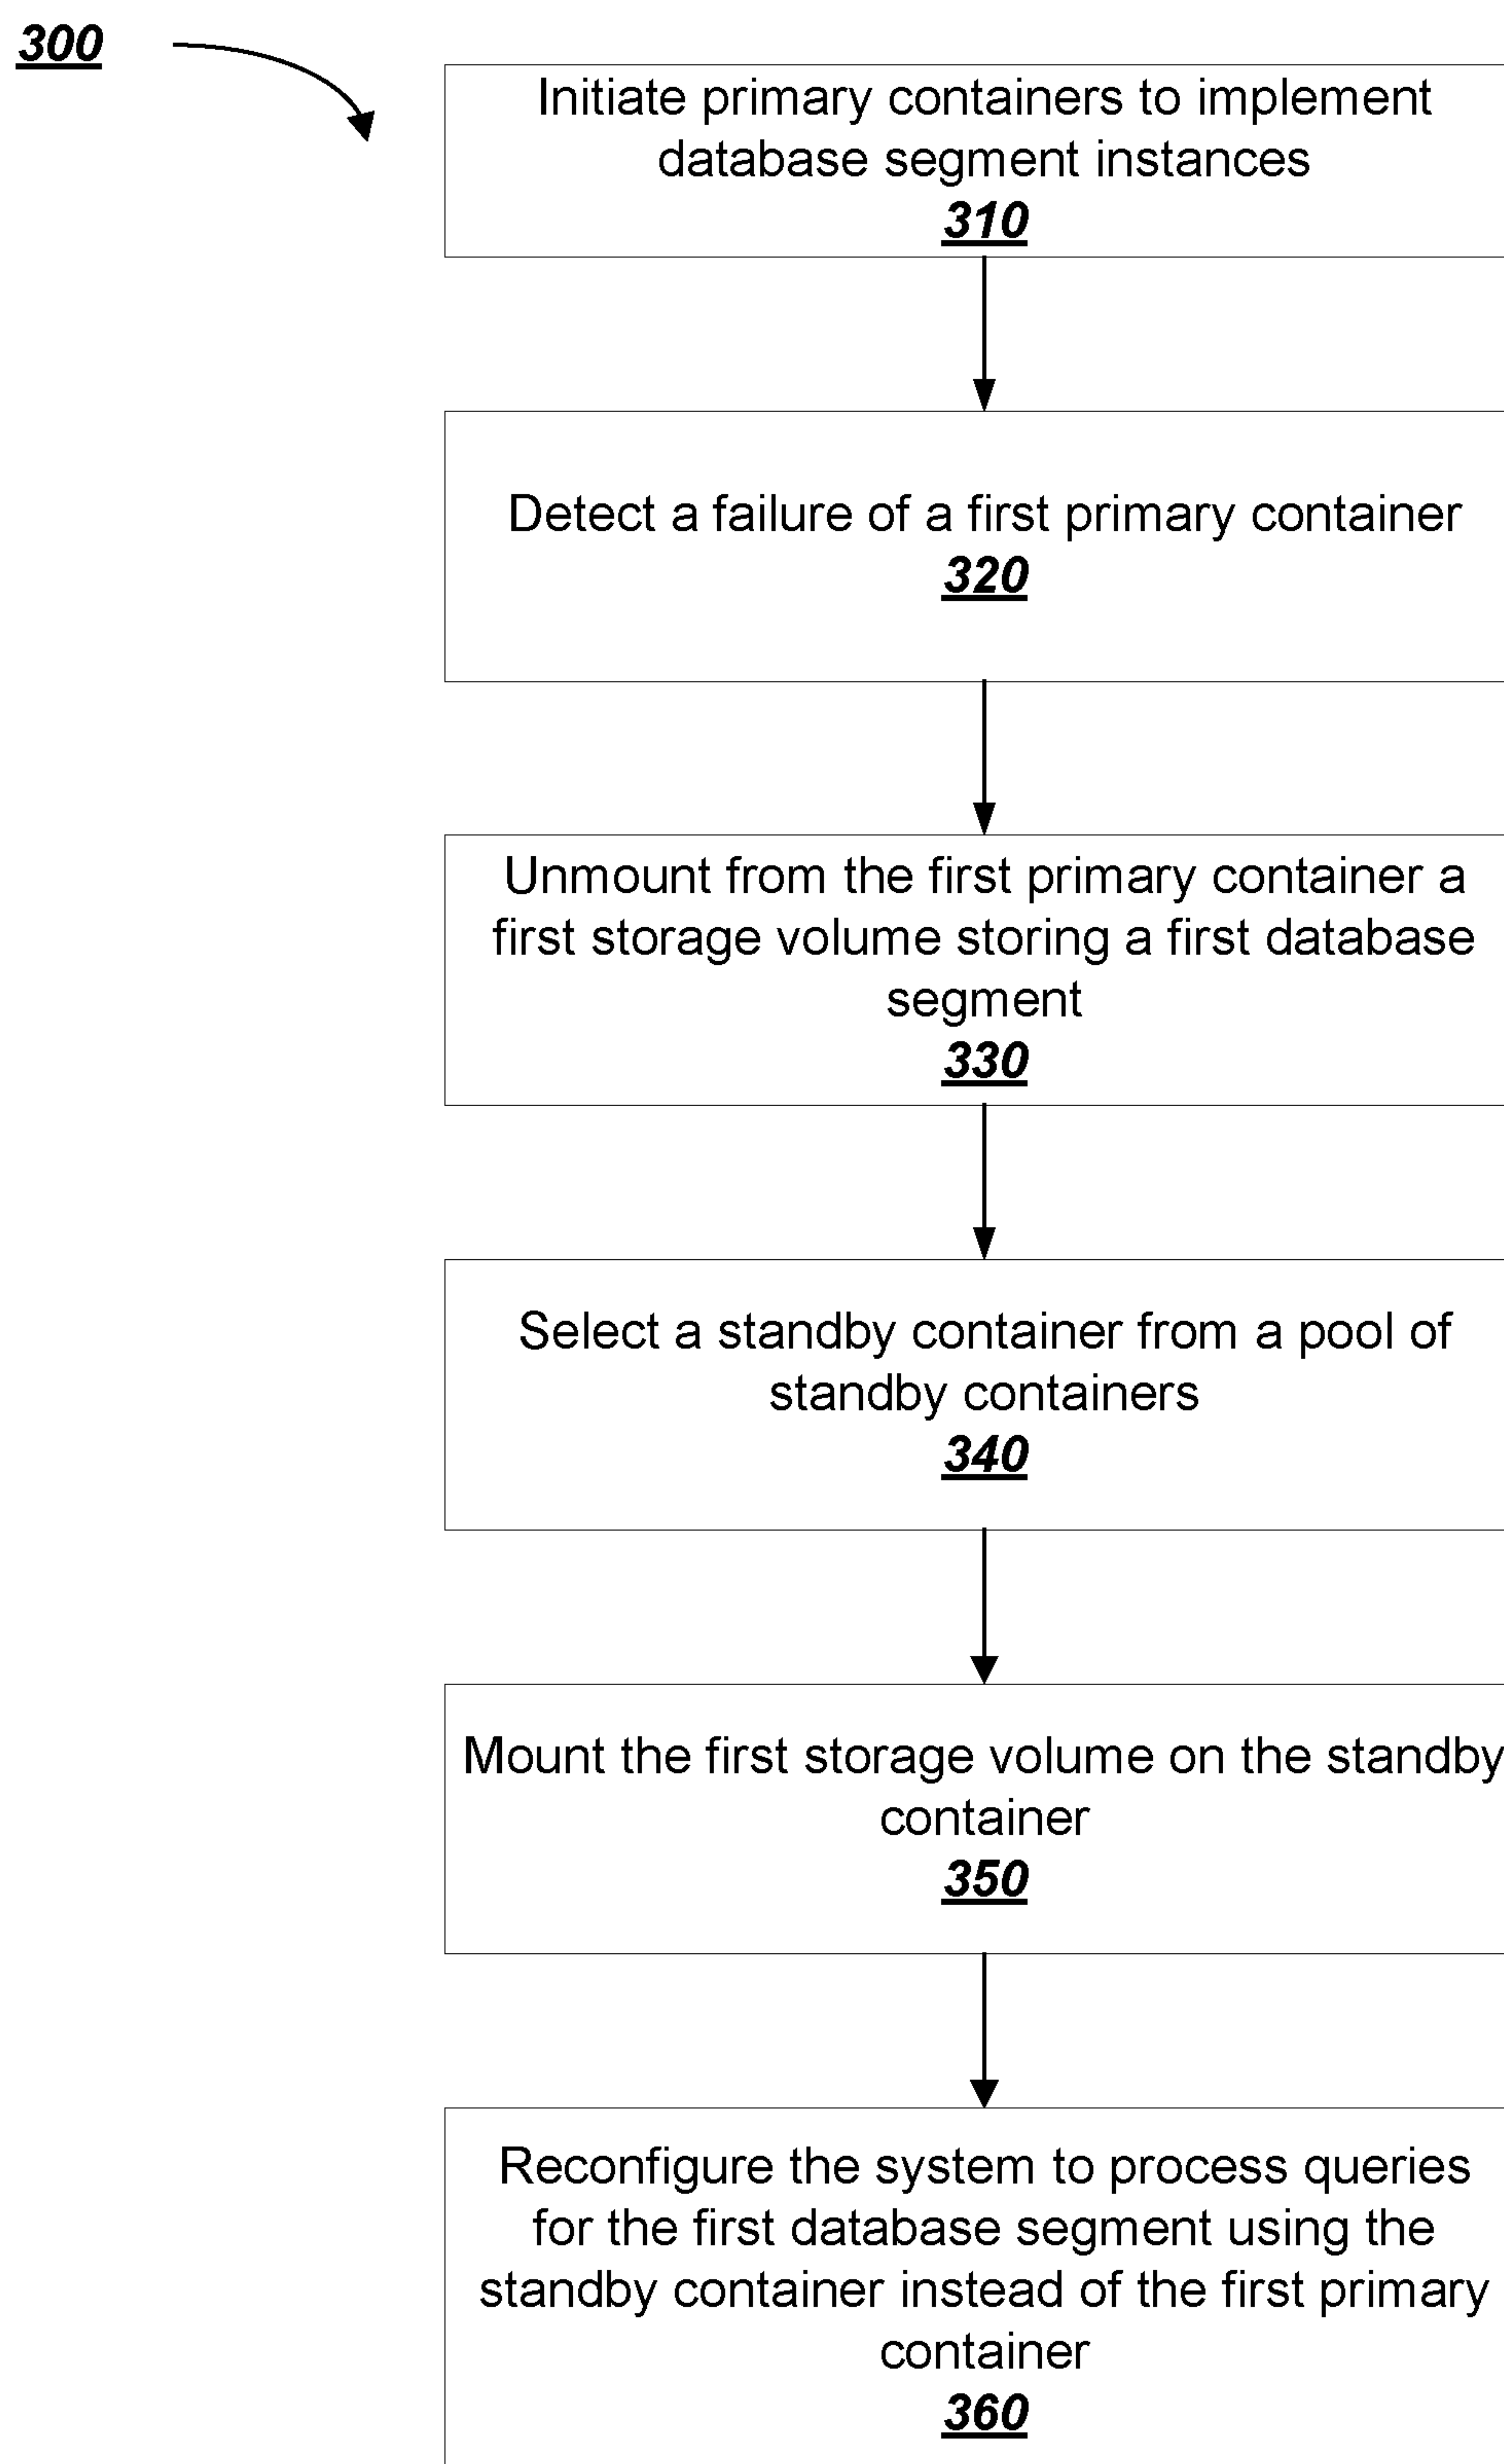 300
Initiate primary containers to implement
database segment instances
310
Detect a failure of a first primary container
320
Unmount from the first primary container a
first storage volume storing a first database
segment
330
Select a standby container from a pool of
standby containers
340
Mount the first storage volume on the standby
container
350
Reconfigure the system to process queries
for the first database segment using the
standby container instead of the first primary
container
360